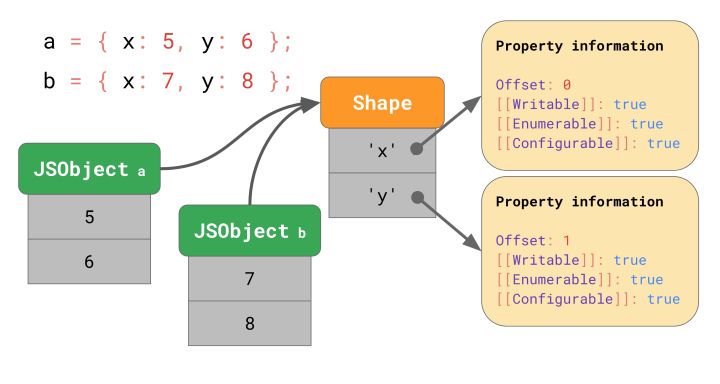 a = { x: 5, y: 6 };
b = { x: 7, y: 8 };
JSObject a
5
6
JSObject b
7
8
Shape
'x'
'y'
Property information
Offset: 0
[[Writable]]: true
[[Enumerable]]: true
[[Configurable]]: true
Property information
Offset: 1
[[Writable]]: true
[[Enumerable]]: true
[[Configurable]]: true